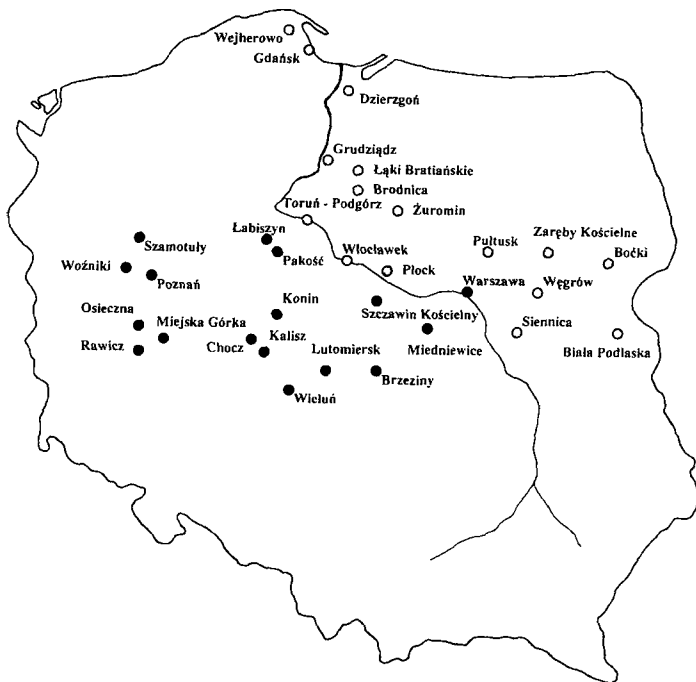 Wejherowo
Gdańsk
Dzierzgoń
Grudziądz
Łąki Bratiańskie
Brodnica
Toruń - Podgórz
Żuromin
Łabiszyn
Szamotuły
Pakość
Włocławek
Pułtusk
Zaręby Kościelne
Boćki
Woźniki
Poznań
Płock
Warszawa
Węgrów
Osieczna
Konin
Szczawin Kościelny
Miejska Górka
Kalisz
Siennica
Rawicz
Chocz
Lutomiersk
Miedniewice
Biała Podlaska
Brzeziny
Wieluń